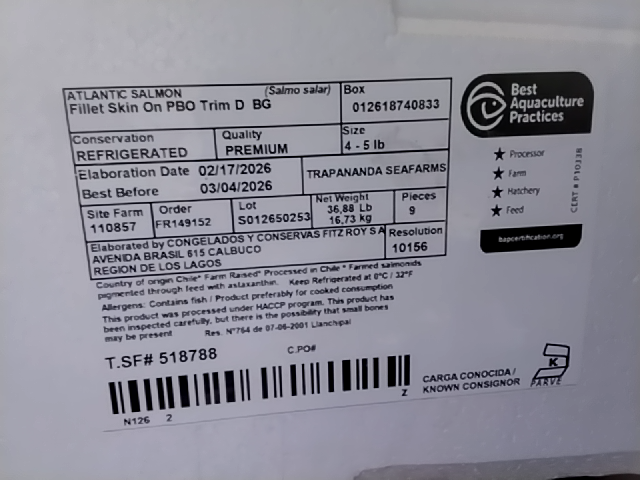 ATLANTIC SALMON (Salmo salar)
Fillet Skin On PBO Trim D BG
Box
012618740833
Conservation
REFRIGERATED
Quality
PREMIUM
Size
4 - 5 lb
Elaboration Date 02/17/2026
Best Before 03/04/2026
TRAPANANDA SEAFARMS
Site Farm
110857
Order
FR149152
Lot
S012650253
Net Weight
36,88 Lb
16,73 kg
Pieces
9
Elaborated by CONGELADOS Y CONSERVAS FITZ ROY S A
AVENIDA BRASIL 615 CALBUCO
REGION DE LOS LAGOS
Resolution
10156
Country of origin Chile* Farm Raised* Processed in Chile * Farmed salmonids
pigmented through feed with astaxanthin. Keep Refrigerated at 0°C / 32°F
Allergens: Contains fish / Product preferably for cooked consumption
This product was processed under HACCP program. This product has
been inspected carefully, but there is the possibility that small bones
may be present Res. N°764 de 07-06-2001 Llanchipal
T.SF# 518788
C.PO#
N126 2
Z
CARGA CONOCIDA/
KNOWN CONSIGNOR
K
PARVE
Best
Aquaculture
Practices
Processor
Farm
Hatchery
Feed
CERT # P10338
bapcertification.org